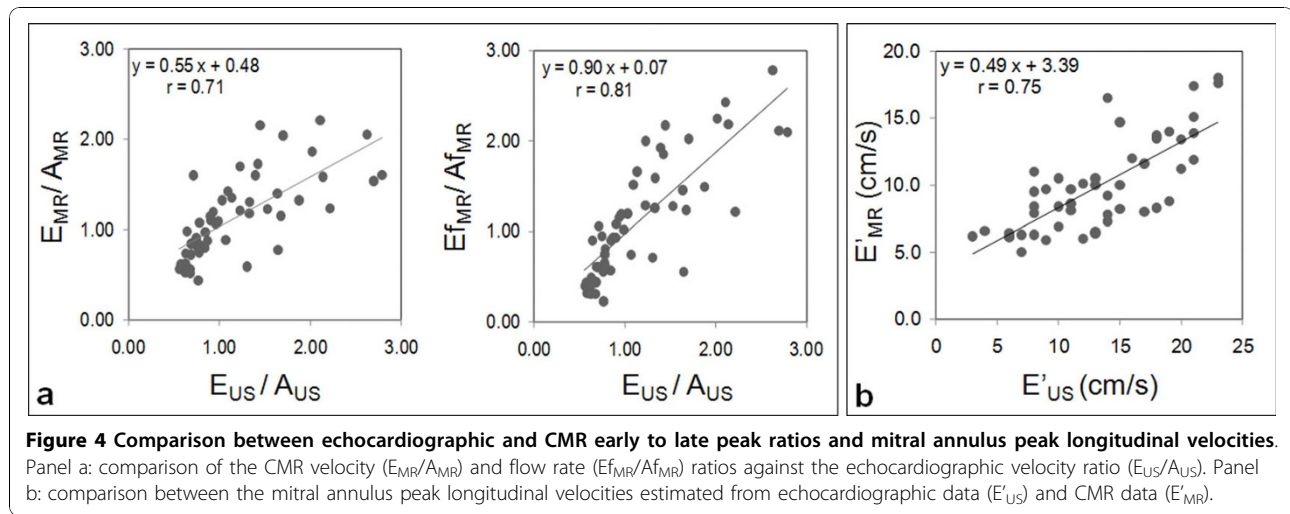 3.00
2.00
1.00
0.00
0.00 1.00 2.00 3.00
y = 0.55 x + 0.48
r = 0.71
E_MR / A_MR
E_US / A_US
a
3.00
2.00
1.00
0.00
0.00 1.00 2.00 3.00
y = 0.90 x + 0.07
r = 0.81
Ef_MR / Af_MR
E_US / A_US
20.0
15.0
10.0
5.0
0.0
0 5 10 15 20 25
y = 0.49 x + 3.39
r = 0.75
E'_MR (cm/s)
E'_US (cm/s)
b
Figure 4 Comparison between echocardiographic and CMR early to late peak ratios and mitral annulus peak longitudinal velocities.
Panel a: comparison of the CMR velocity (E_MR/A_MR) and flow rate (Ef_MR/Af_MR) ratios against the echocardiographic velocity ratio (E_US/A_US). Panel
b: comparison between the mitral annulus peak longitudinal velocities estimated from echocardiographic data (E'_US) and CMR data (E'_MR).